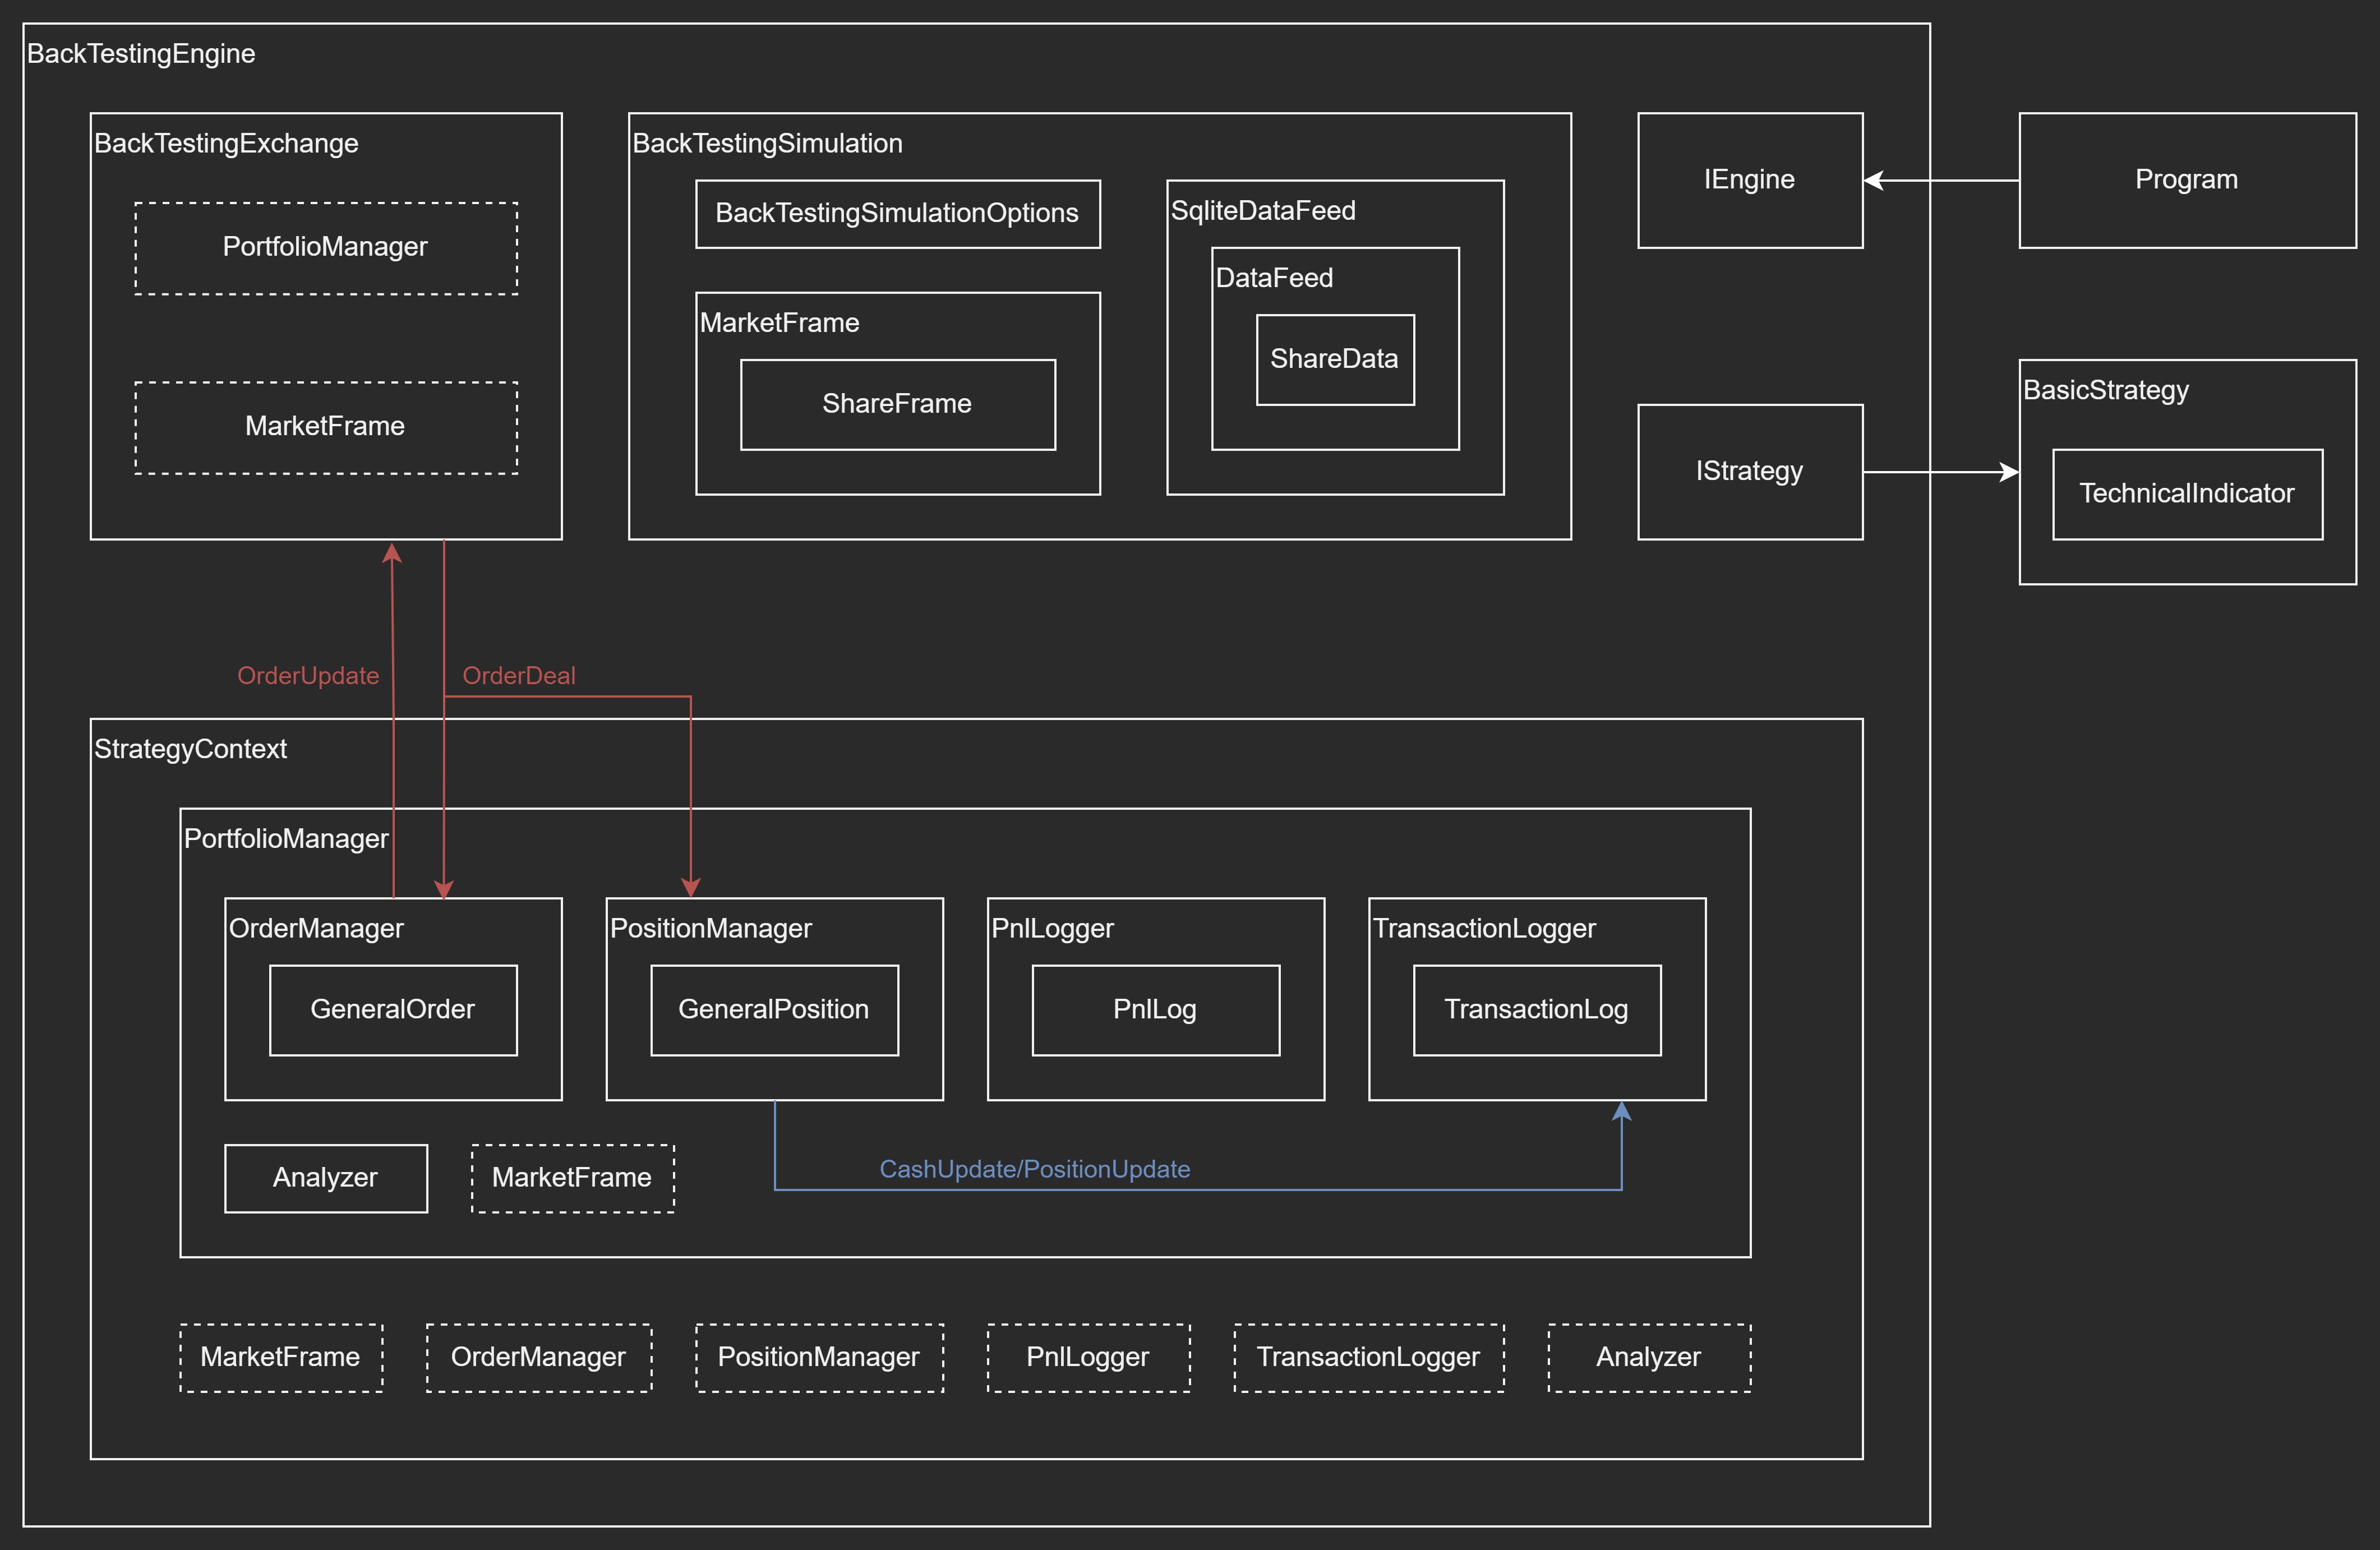 BackTestingEngine
BackTestingExchange
PortfolioManager
MarketFrame
BackTestingSimulation
BackTestingSimulationOptions
MarketFrame
ShareFrame
SqliteDataFeed
DataFeed
ShareData
IEngine
Program
IStrategy
BasicStrategy
TechnicalIndicator
OrderUpdate
OrderDeal
StrategyContext
PortfolioManager
OrderManager
GeneralOrder
PositionManager
GeneralPosition
PnlLogger
PnlLog
TransactionLogger
TransactionLog
Analyzer
MarketFrame
CashUpdate/PositionUpdate
MarketFrame
OrderManager
PositionManager
PnlLogger
TransactionLogger
Analyzer